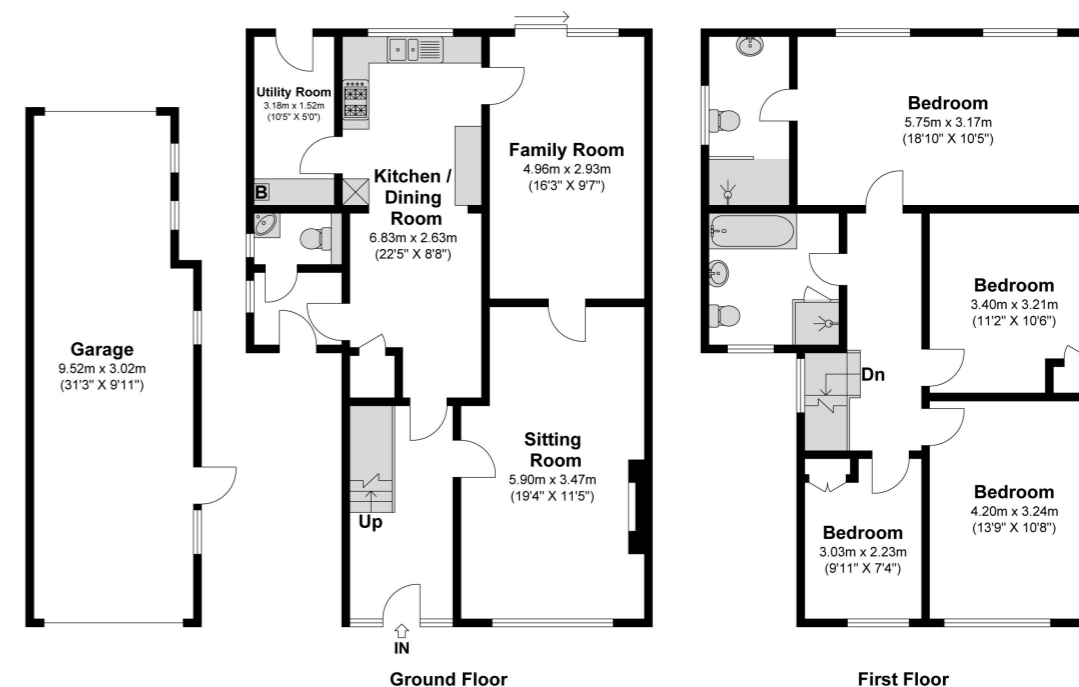 Utility Room
3.18m x 1.52m
(10'5" X 5'0")
B
Kitchen /
Dining
Room
6.83m x 2.63m
(22'5" X 8'8")
Family Room
4.96m x 2.93m
(16'3" X 9'7")
Garage
9.52m x 3.02m
(31'3" X 9'11")
Sitting
Room
5.90m x 3.47m
(19'4" X 11'5")
Up
IN
Ground Floor
Bedroom
5.75m x 3.17m
(18'10" X 10'5")
Bedroom
3.40m x 3.21m
(11'2" X 10'6")
Dn
Bedroom
4.20m x 3.24m
(13'9" X 10'8")
Bedroom
3.03m x 2.23m
(9'11" X 7'4")
First Floor